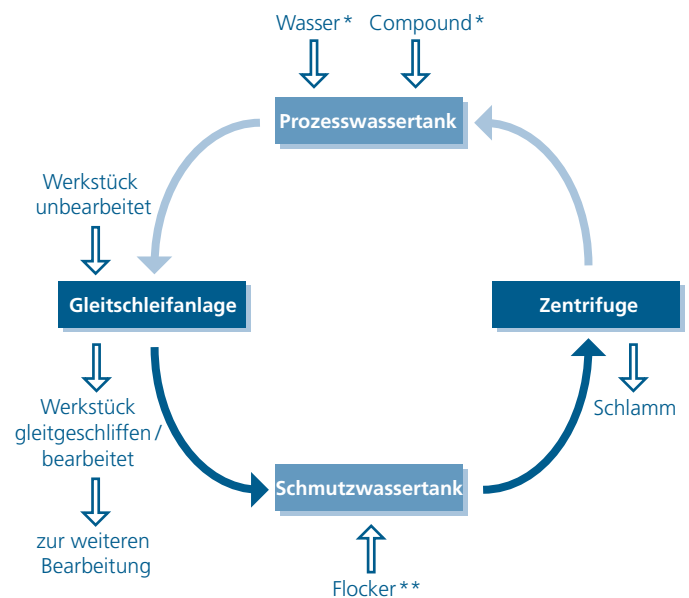 Wasser* Compound*
Prozesswassertank
Werkstück
unbearbeitet
Gleitschleifanlage
Zentrifuge
Werkstück
gleitgeschliffen/
bearbeitet
Schlamm
Schmutzwassertank
zur weiteren
Bearbeitung
Flocker**